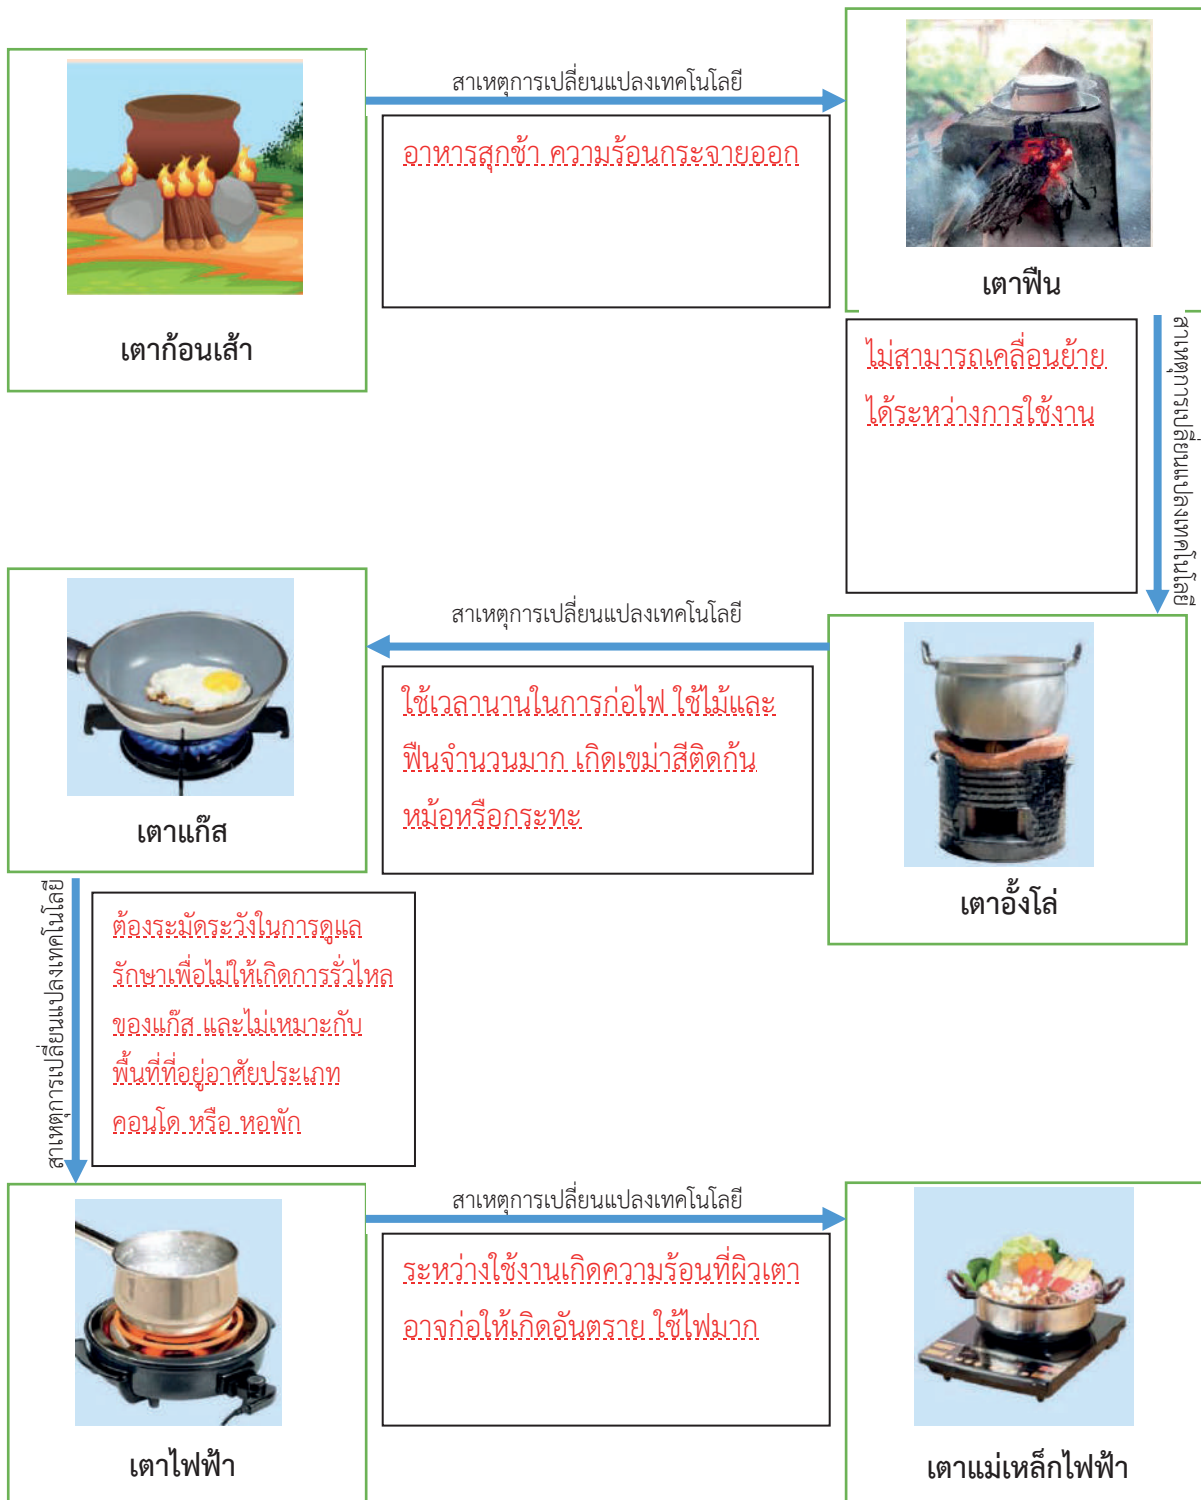 สาเหตุการเปลี่ยนแปลงเทคโนโลยี
อาหารสุกช้า ความร้อนกระจายออก
เตาก้อนเส้า
เตาฟืน
สาเหตุการเปลี่ยนแปลงเทคโนโลยี
ไม่สามารถเคลื่อนย้าย
ได้ระหว่างการใช้งาน
เตาอั้งโล่
สาเหตุการเปลี่ยนแปลงเทคโนโลยี
ใช้เวลานานในการก่อไฟ ใช้ไม้และ
ฟืนจำนวนมาก เกิดเขม่าสีติดก้น
หม้อหรือกระทะ
เตาแก๊ส
สาเหตุการเปลี่ยนแปลงเทคโนโลยี
ต้องระมัดระวังในการดูแล
รักษาเพื่อไม่ให้เกิดการรั่วไหล
ของแก๊ส และไม่เหมาะกับ
พื้นที่ที่อยู่อาศัยประเภท
คอนโด หรือ หอพัก
เตาไฟฟ้า
สาเหตุการเปลี่ยนแปลงเทคโนโลยี
ระหว่างใช้งานเกิดความร้อนที่ผิวเตา
อาจก่อให้เกิดอันตราย ใช้ไฟมาก
เตาแม่เหล็กไฟฟ้า